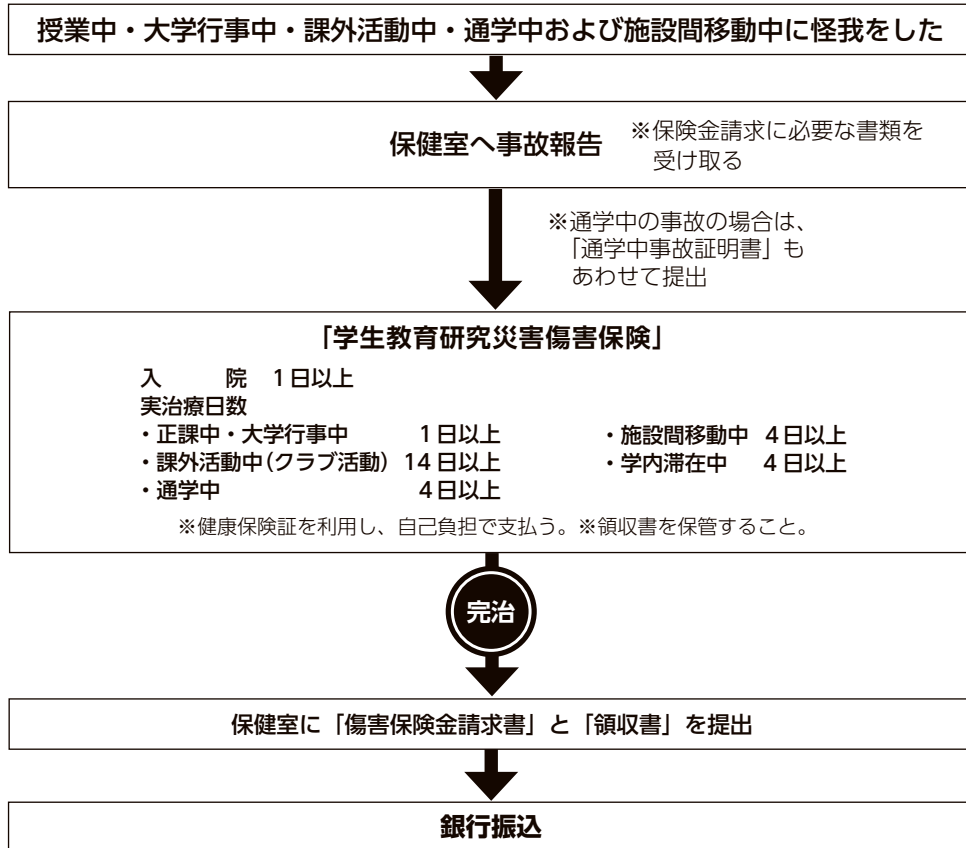 授業中・大学行事中・課外活動中・通学中および施設間移動中に怪我をした
保健室へ事故報告
※保険金請求に必要な書類を
受け取る
※通学中の事故の場合は、
「通学中事故証明書」も
あわせて提出
「学生教育研究災害傷害保険」
入　　院　1日以上
実治療日数
・正課中・大学行事中　1日以上
・課外活動中（クラブ活動）14日以上
・通学中　4日以上
・施設間移動中　4日以上
・学内滞在中　4日以上
※健康保険証を利用し、自己負担で支払う。※領収書を保管すること。
完治
保健室に「傷害保険金請求書」と「領収書」を提出
銀行振込